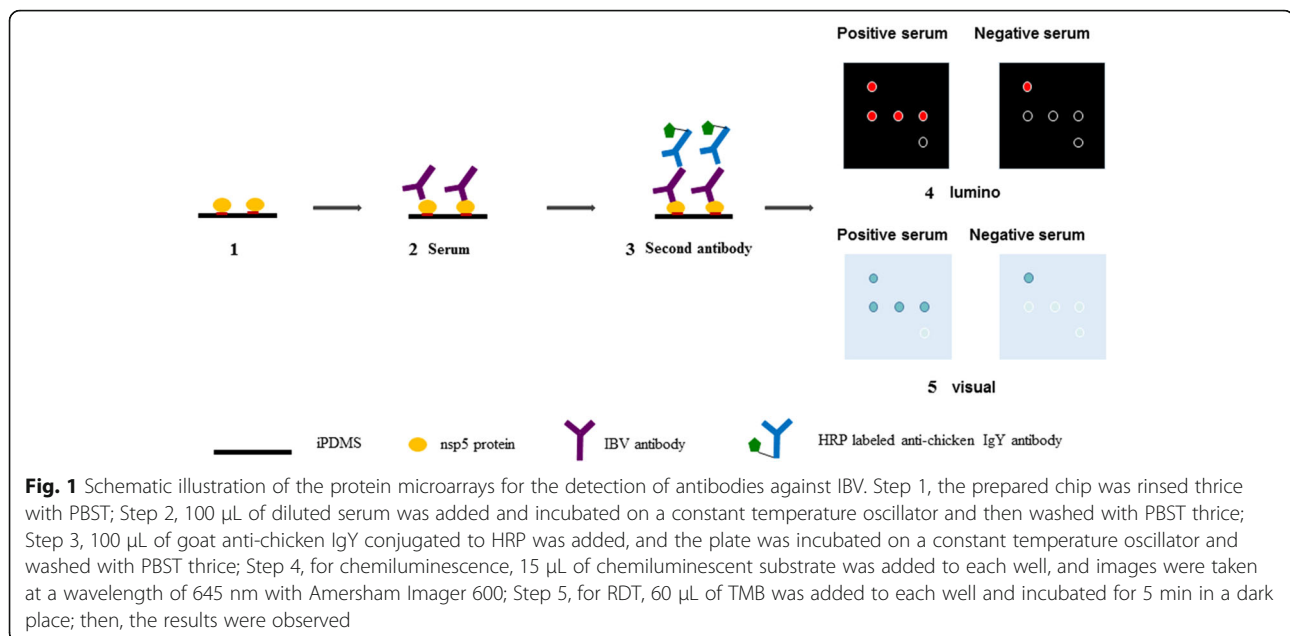 Positive serum Negative serum
4 lumino
1
2 Serum
3 Second antibody
Positive serum Negative serum
5 visual
iPDMS
nsp5 protein
IBV antibody
HRP labeled anti-chicken IgY antibody
Fig. 1 Schematic illustration of the protein microarrays for the detection of antibodies against IBV. Step 1, the prepared chip was rinsed thrice
with PBST; Step 2, 100 μL of diluted serum was added and incubated on a constant temperature oscillator and then washed with PBST thrice;
Step 3, 100 μL of goat anti-chicken IgY conjugated to HRP was added, and the plate was incubated on a constant temperature oscillator and
washed with PBST thrice; Step 4, for chemiluminescence, 15 μL of chemiluminescent substrate was added to each well, and images were taken
at a wavelength of 645 nm with Amersham Imager 600; Step 5, for RDT, 60 μL of TMB was added to each well and incubated for 5 min in a dark
place; then, the results were observed